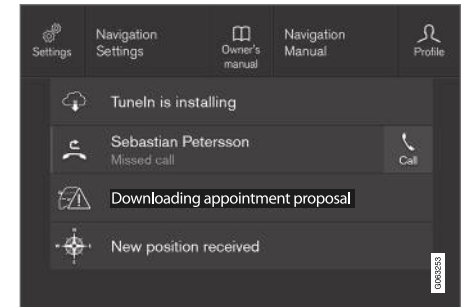 Settings
Navigation
Settings
Owner's
manual
Navigation
Manual
Profile
TuneIn is installing
Sebastian Petersson
Missed call
Call
Downloading appointment proposal
New position received
G063253